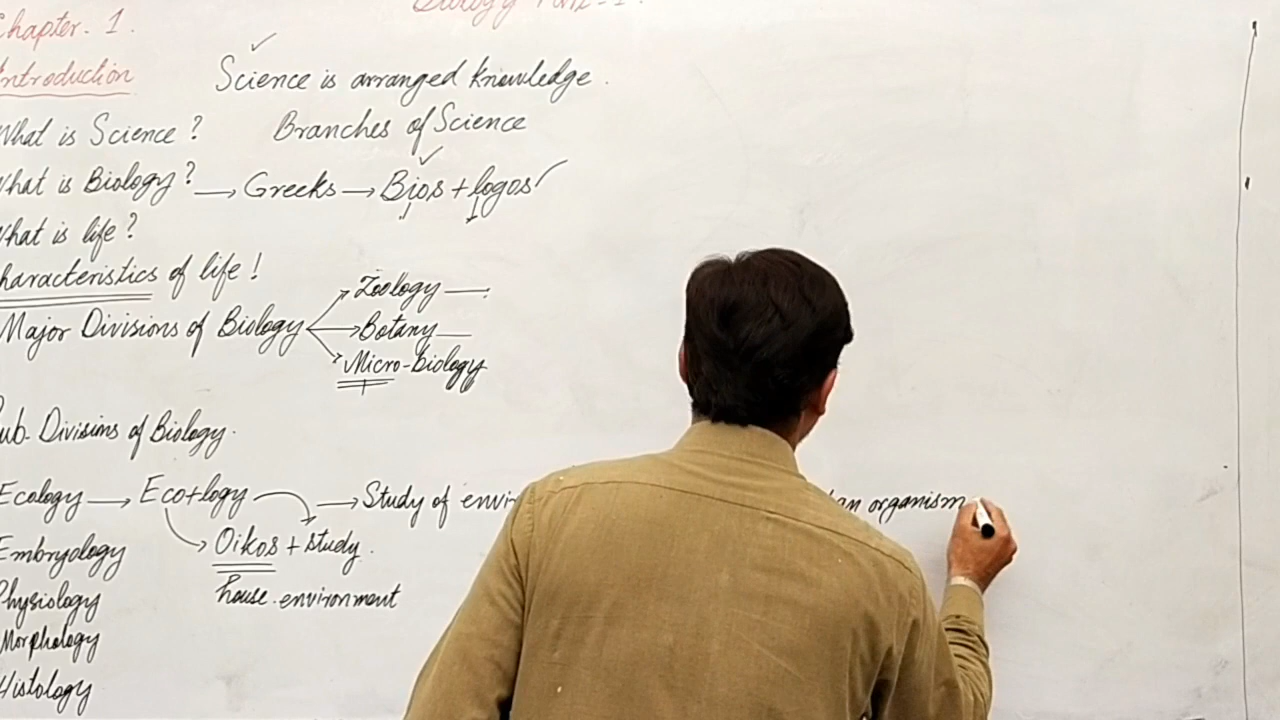 Chapter. 1.
Introduction
Science is arranged knowledge.
What is Science? Branches of Science
What is Biology? → Greeks → Bios + logos
What is life?
Characteristics of life!
Major Divisions of Biology
Zoology
Botany
Micro-biology
Sub-Divisions of Biology.
Ecology → Eco+logy → Study of envi an organism
Oikos + study.
house.environment
Embryology
Physiology
Morphology
Histology